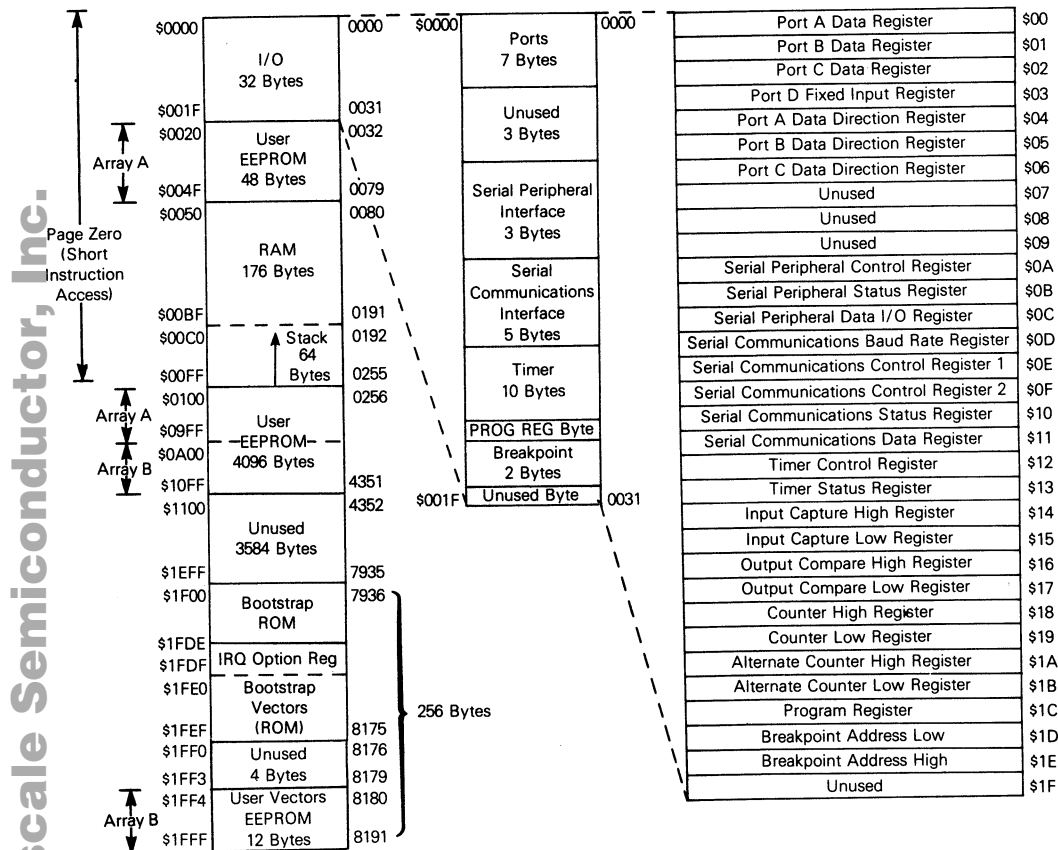 scale Semiconductor, Inc.
Page Zero
(Short
Instruction
Access)
Array A
Array A
Array B
Array B
$0000
I/O
32 Bytes
0000
$001F
0031
$0020
User
EEPROM
48 Bytes
0032
$004F
0079
$0050
RAM
176 Bytes
0080
$00BF
0191
$00C0
Stack
64
Bytes
0192
$00FF
0255
$0100
User
EEPROM
4096 Bytes
0256
$09FF
$0A00
$10FF
4351
$1100
Unused
3584 Bytes
4352
$1EFF
7935
$1F00
Bootstrap
ROM
7936
$1FDE
$1FDF
IRQ Option Reg
$1FE0
Bootstrap
Vectors
(ROM)
$1FEF
8175
$1FF0
Unused
4 Bytes
8176
$1FF3
8179
$1FF4
User Vectors
EEPROM
12 Bytes
8180
$1FFF
8191
256 Bytes
$0000
0000
Ports
7 Bytes
Unused
3 Bytes
Serial Peripheral
Interface
3 Bytes
Serial
Communications
Interface
5 Bytes
Timer
10 Bytes
PROG REG Byte
Breakpoint
2 Bytes
$001F
Unused Byte
0031
Port A Data Register $00
Port B Data Register $01
Port C Data Register $02
Port D Fixed Input Register $03
Port A Data Direction Register $04
Port B Data Direction Register $05
Port C Data Direction Register $06
Unused $07
Unused $08
Unused $09
Serial Peripheral Control Register $0A
Serial Peripheral Status Register $0B
Serial Peripheral Data I/O Register $0C
Serial Communications Baud Rate Register $0D
Serial Communications Control Register 1 $0E
Serial Communications Control Register 2 $0F
Serial Communications Status Register $10
Serial Communications Data Register $11
Timer Control Register $12
Timer Status Register $13
Input Capture High Register $14
Input Capture Low Register $15
Output Compare High Register $16
Output Compare Low Register $17
Counter High Register $18
Counter Low Register $19
Alternate Counter High Register $1A
Alternate Counter Low Register $1B
Program Register $1C
Breakpoint Address Low $1D
Breakpoint Address High $1E
Unused $1F